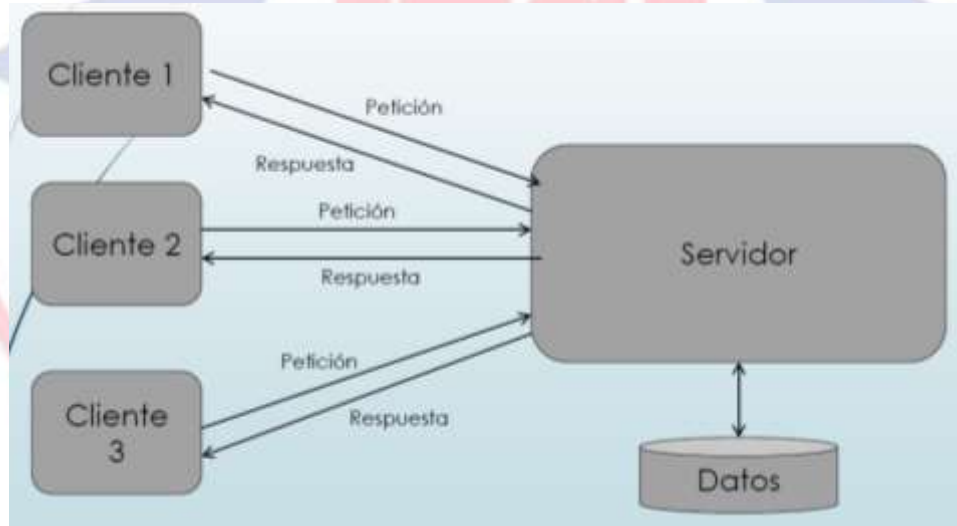 Cliente 1
Petición
Respuesta
Cliente 2
Petición
Respuesta
Servidor
Petición
Respuesta
Cliente
3
Datos